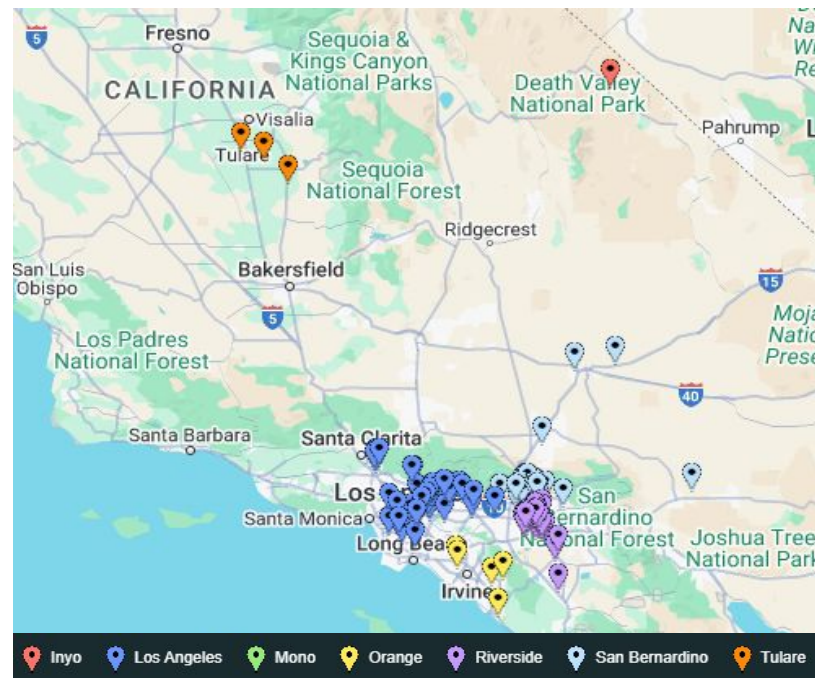 5
Fresno
Sequoia &
Kings Canyon
National Parks
CALIFORNIA
Death Valley
National Park
Visalia
Tulare
Pahrump
Sequoia
National Forest
Ridgecrest
San Luis
Obispo
Bakersfield
5
15
Los Padres
National Forest
40
Santa Barbara
Santa Clarita
Los
San
Bernardino
National Forest
Santa Monica
Joshua Tree
National Park
Long Beach
Irvine
Inyo
Los Angeles
Mono
Orange
Riverside
San Bernardino
Tulare